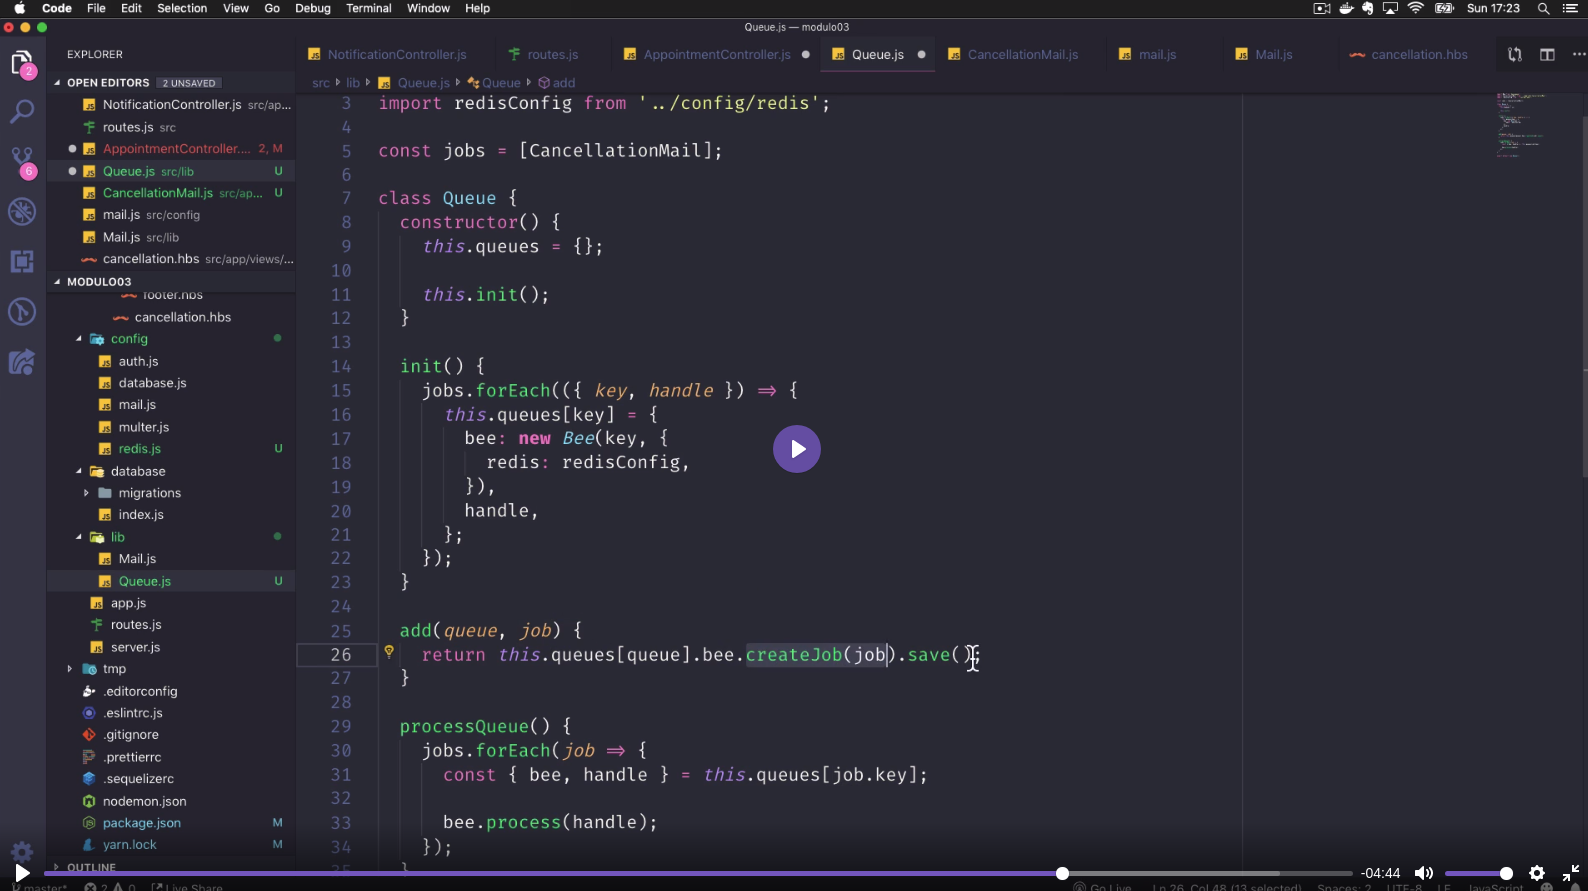 Code File Edit Selection View Go Debug Terminal Window Help Sun 17:23
Queue.js — modulo03
EXPLORER
OPEN EDITORS 2 UNSAVED
NotificationController.js src/ap...
routes.js src
AppointmentController.... 2, M
Queue.js src/lib U
CancellationMail.js src/ap... U
mail.js src/config
Mail.js src/lib
cancellation.hbs src/app/views/...
MODULO03
footer.hbs
cancellation.hbs
config
auth.js
database.js
mail.js
multer.js
redis.js U
database
migrations
index.js
lib
Mail.js
Queue.js U
app.js
routes.js
server.js
tmp
.editorconfig
.eslintrc.js
.gitignore
.prettierrc
.sequelizerc
nodemon.json
package.json M
yarn.lock M
OUTLINE
2
6
NotificationController.js routes.js AppointmentController.js Queue.js CancellationMail.js mail.js Mail.js cancellation.hbs
src › lib › Queue.js › Queue › add
3 import redisConfig from '../config/redis';
4
5 const jobs = [CancellationMail];
6
7 class Queue {
8 constructor() {
9 this.queues = {};
10
11 this.init();
12 }
13
14 init() {
15 jobs.forEach(({ key, handle }) => {
16 this.queues[key] = {
17 bee: new Bee(key, {
18 redis: redisConfig,
19 }),
20 handle,
21 };
22 });
23 }
24
25 add(queue, job) {
26 return this.queues[queue].bee.createJob(job).save();
27 }
28
29 processQueue() {
30 jobs.forEach(job => {
31 const { bee, handle } = this.queues[job.key];
32
33 bee.process(handle);
34 });
35 }
-04:44
master* 2 0 Live Share Go Live Ln 26, Col 48 (13 selected) Spaces: 2 UTF-8 LF JavaScript